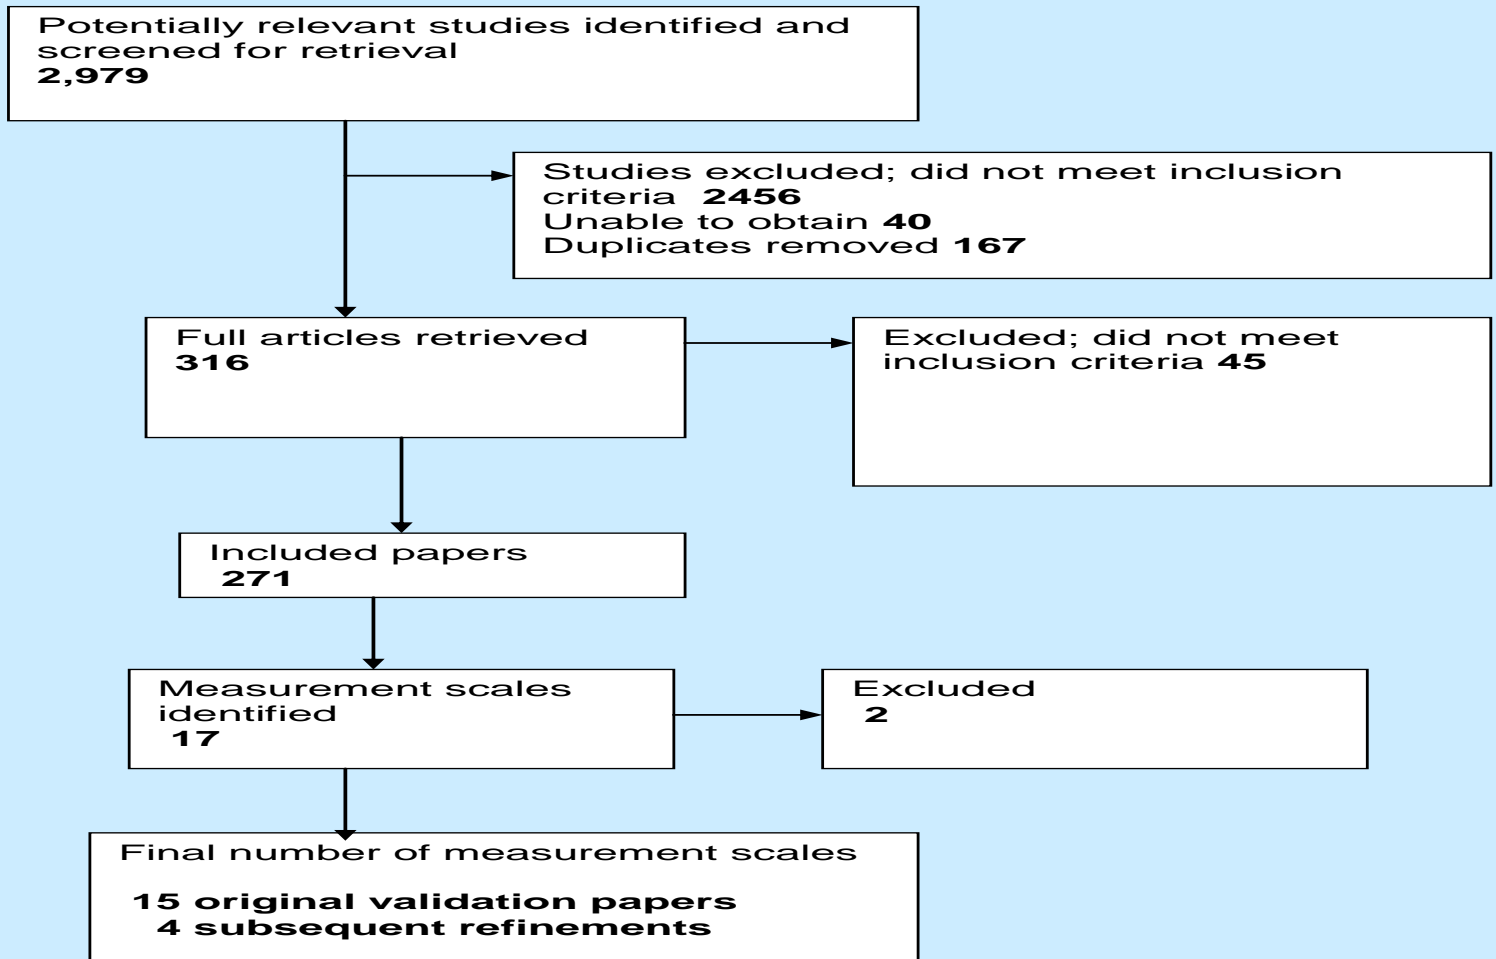 Potentially relevant studies identified and
screened for retrieval
2,979
Studies excluded; did not meet inclusion
criteria 2456
Unable to obtain 40
Duplicates removed 167
Full articles retrieved
316
Excluded; did not meet
inclusion criteria 45
Included papers
271
Measurement scales
identified
17
Excluded
2
Final number of measurement scales
15 original validation papers
4 subsequent refinements